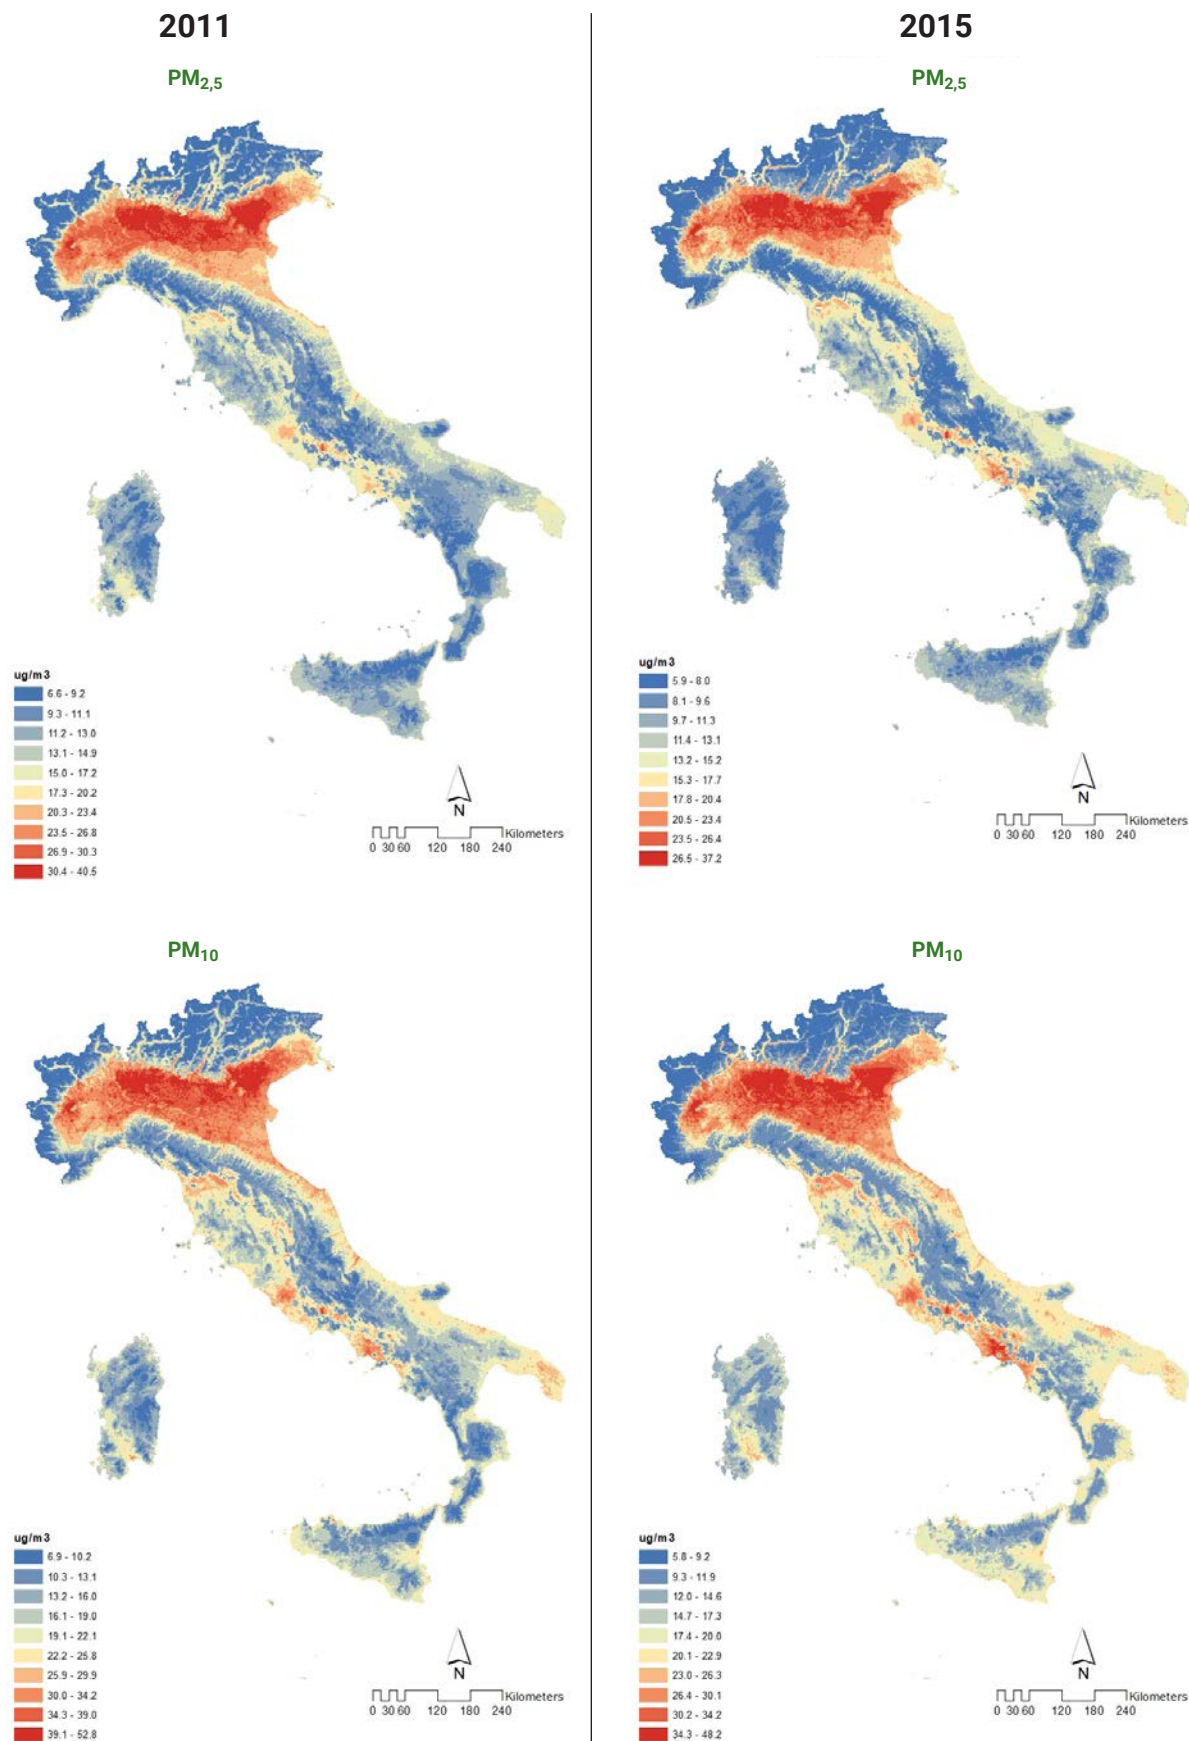 2011
2015
PM2,5
PM2,5
ug/m3
6.6 - 9.2
9.3 - 11.1
11.2 - 13.0
13.1 - 14.9
15.0 - 17.2
17.3 - 20.2
20.3 - 23.4
23.5 - 26.8
26.9 - 30.3
30.4 - 40.5
N
Kilometers
0 30 60 120 180 240
ug/m3
5.9 - 8.0
8.1 - 9.6
9.7 - 11.3
11.4 - 13.1
13.2 - 15.2
15.3 - 17.7
17.8 - 20.4
20.5 - 23.4
23.5 - 26.4
26.5 - 37.2
N
Kilometers
0 30 60 120 180 240
PM10
PM10
ug/m3
6.9 - 10.2
10.3 - 13.1
13.2 - 16.0
16.1 - 19.0
19.1 - 22.1
22.2 - 25.8
25.9 - 29.9
30.0 - 34.2
34.3 - 39.0
39.1 - 52.8
N
Kilometers
0 30 60 120 180 240
ug/m3
5.8 - 9.2
9.3 - 11.9
12.0 - 14.6
14.7 - 17.3
17.4 - 20.0
20.1 - 22.9
23.0 - 26.3
26.4 - 30.1
30.2 - 34.2
34.3 - 48.2
N
Kilometers
0 30 60 120 180 240